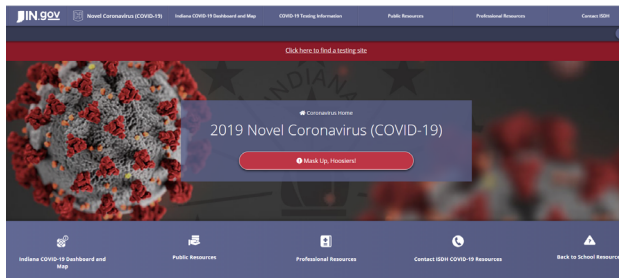 IN.gov Novel Coronavirus (COVID-19) Indiana COVID-19 Dashboard and Map COVID-19 Testing Information Public Resources Professional Resources Contact ISDH
Click here to find a testing site
INDIANA
Coronavirus Home
2019 Novel Coronavirus (COVID-19)
Mask Up, Hoosiers!
Indiana COVID-19 Dashboard and
Map
Public Resources
Professional Resources
Contact ISDH COVID-19 Resources
Back to School Resource